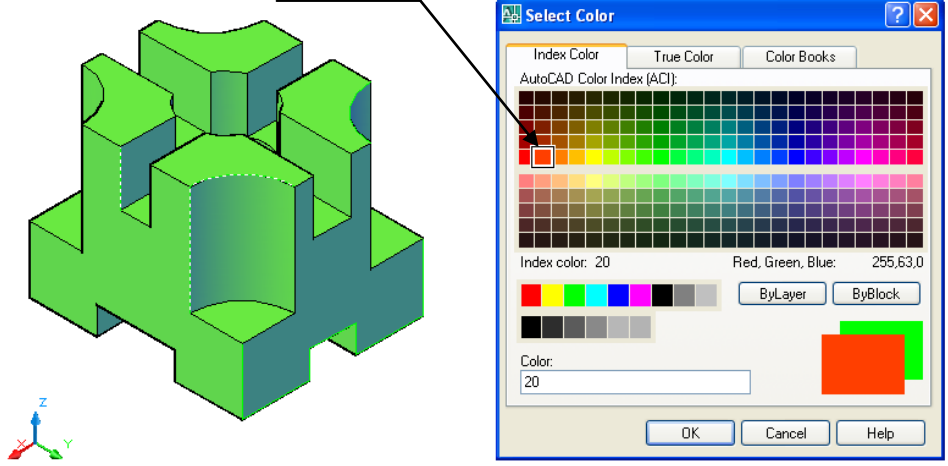 Select Color
Index Color
True Color
Color Books
AutoCAD Color Index (ACI):
Index color: 20
Red, Green, Blue: 255,63,0
ByLayer
ByBlock
Color:
20
OK
Cancel
Help
Z
X
Y